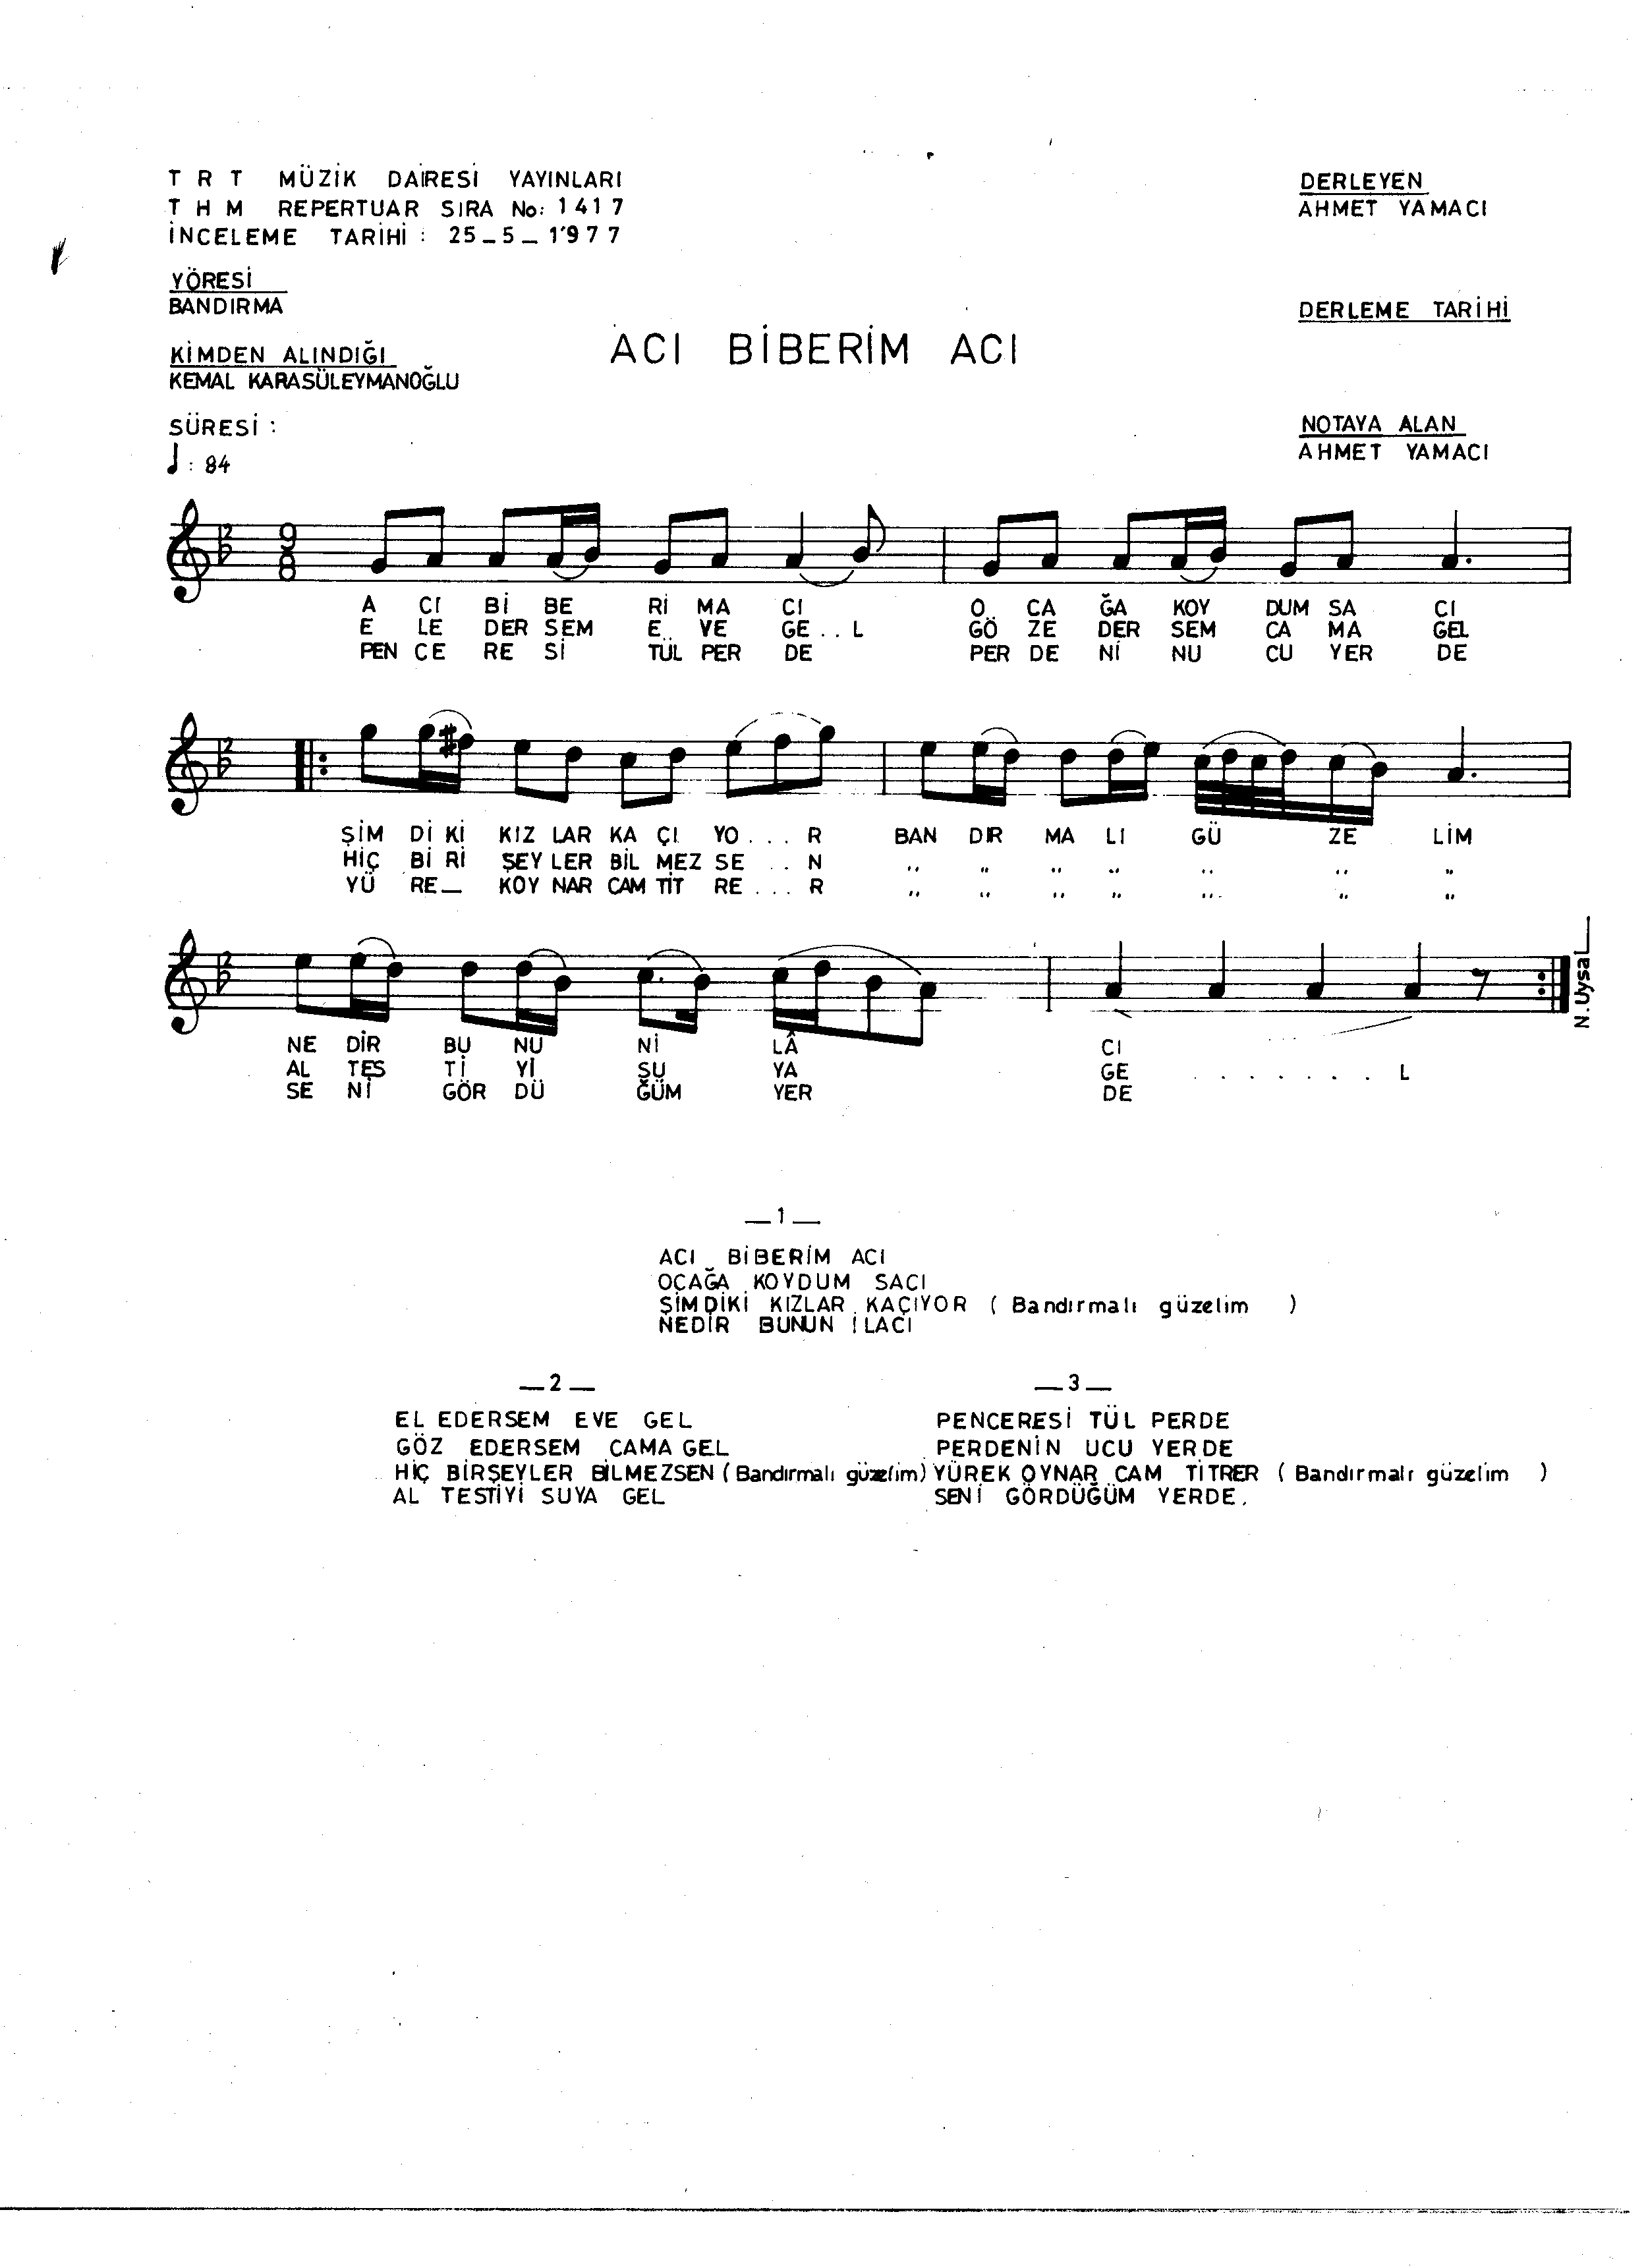 T R T MÜZİK DAİRESİ YAYINLARI
T H M REPERTUAR SIRA No: 1417
İNCELEME TARİHİ : 25_5_1977
DERLEYEN
AHMET YAMACI
YÖRESİ
BANDIRMA
DERLEME TARİHİ
ACI BİBERİM ACI
KİMDEN ALINDIĞI
KEMAL KARASÜLEYMANOĞLU
SÜRESİ :
NOTAYA ALAN
AHMET YAMACI
♩ : 84
9
8
A CI Bİ BE Rİ MA CI O CA ĞA KOY DUM SA CI
E LE DER SEM E VE GE . . L GÖ ZE DER SEM CA MA GEL
PEN CE RE Sİ TÜL PER DE PER DE Nİ NU CU YER DE
ŞİM Dİ Kİ KIZ LAR KA ÇI YO . . . R BAN DIR MA LI GÜ ZE LİM
HİÇ Bİ Rİ ŞEY LER BİL MEZ SE . . N " " " " " " "
YÜ RE_ KOY NAR CAM TİT RE . . . R " " " " " " "
NE DİR BU NU Nİ LÂ CI
AL TES Tİ Yİ SU YA GE . . . . . . . L
SE Nİ GÖR DÜ ĞÜM YER DE
N.Uysal
_1_
ACI BİBERİM ACI
OCAĞA KOYDUM SACI
ŞİMDİKİ KIZLAR KAÇIYOR ( Bandırmalı güzelim )
NEDİR BUNUN İLACI
_2_
EL EDERSEM EVE GEL
GÖZ EDERSEM CAMA GEL
HİÇ BİRŞEYLER BİLMEZSEN ( Bandırmalı güzelim)
AL TESTİYİ SUYA GEL
_3_
PENCERESİ TÜL PERDE
PERDENİN UCU YERDE
YÜREK OYNAR CAM TİTRER ( Bandırmalı güzelim )
SENİ GÖRDÜĞÜM YERDE.